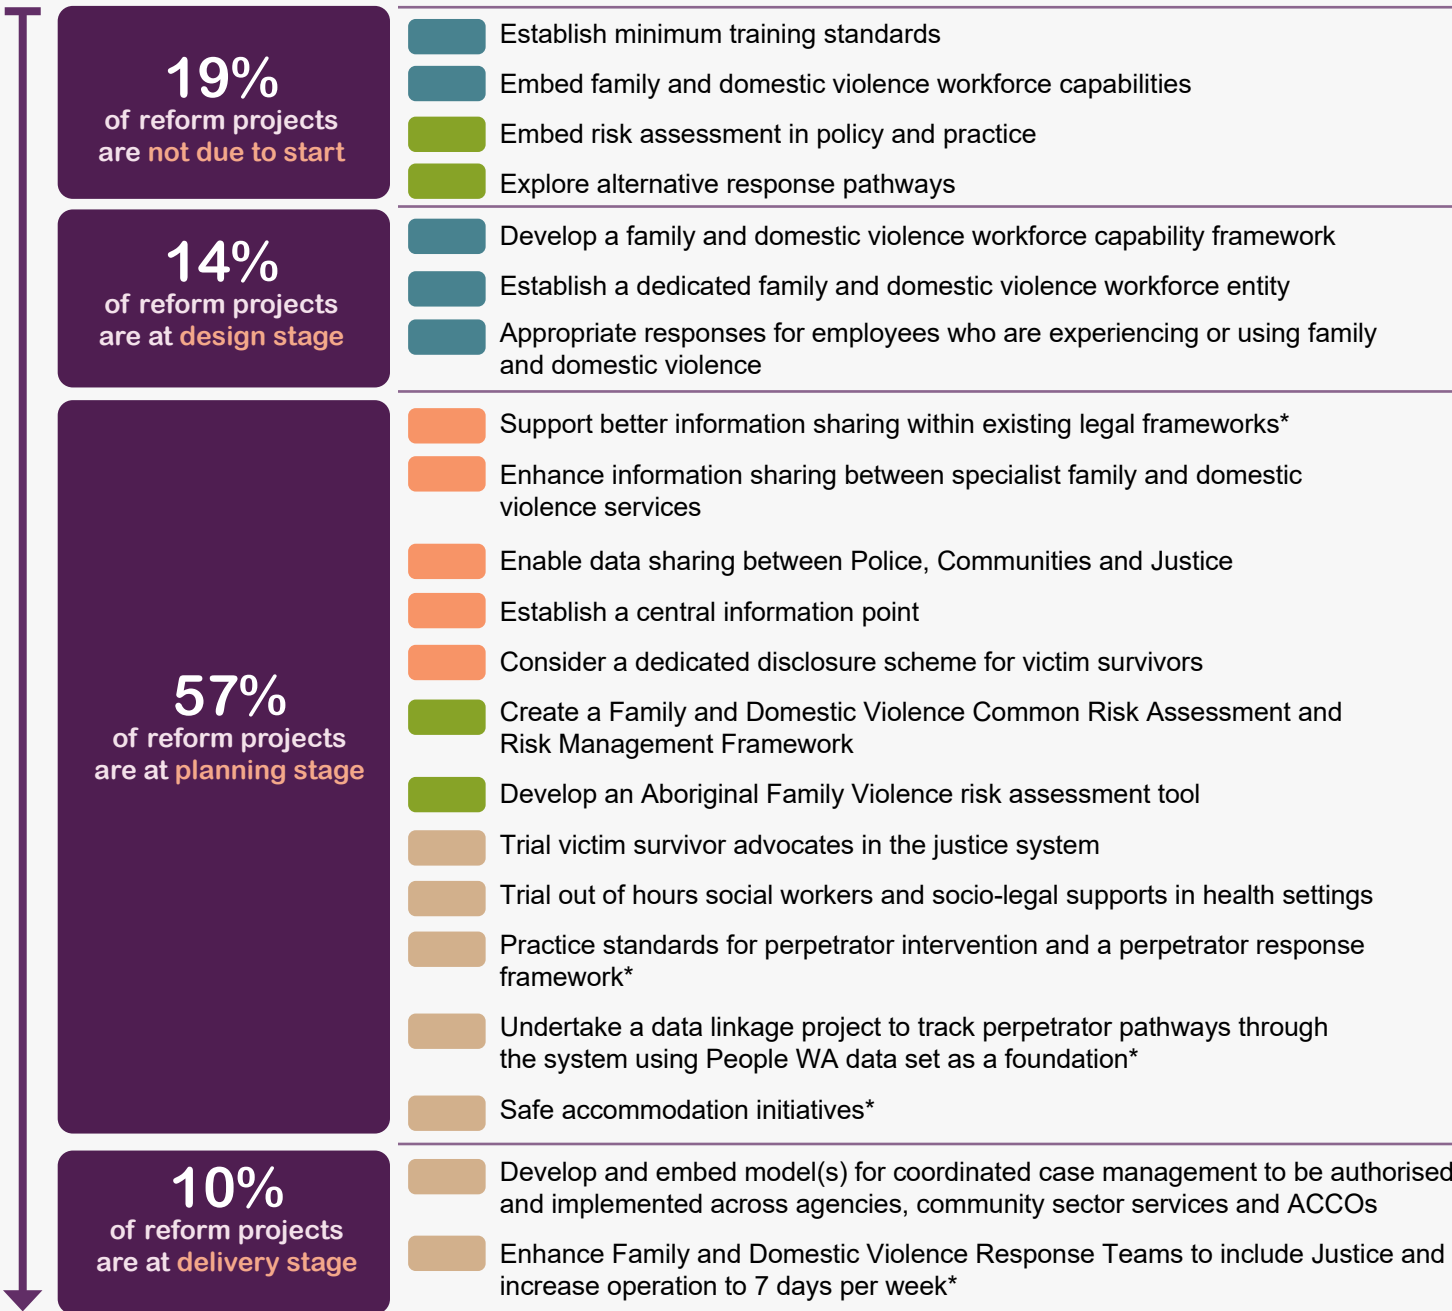 19%
of reform projects
are not due to start
Establish minimum training standards
Embed family and domestic violence workforce capabilities
Embed risk assessment in policy and practice
Explore alternative response pathways
14%
of reform projects
are at design stage
Develop a family and domestic violence workforce capability framework
Establish a dedicated family and domestic violence workforce entity
Appropriate responses for employees who are experiencing or using family
and domestic violence
57%
of reform projects
are at planning stage
Support better information sharing within existing legal frameworks*
Enhance information sharing between specialist family and domestic
violence services
Enable data sharing between Police, Communities and Justice
Establish a central information point
Consider a dedicated disclosure scheme for victim survivors
Create a Family and Domestic Violence Common Risk Assessment and
Risk Management Framework
Develop an Aboriginal Family Violence risk assessment tool
Trial victim survivor advocates in the justice system
Trial out of hours social workers and socio-legal supports in health settings
Practice standards for perpetrator intervention and a perpetrator response
framework*
Undertake a data linkage project to track perpetrator pathways through
the system using People WA data set as a foundation*
Safe accommodation initiatives*
10%
of reform projects
are at delivery stage
Develop and embed model(s) for coordinated case management to be authorised
and implemented across agencies, community sector services and ACCOs
Enhance Family and Domestic Violence Response Teams to include Justice and
increase operation to 7 days per week*